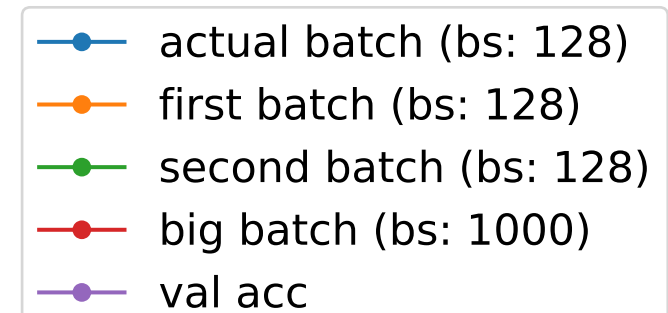 actual batch (bs: 128)
first batch (bs: 128)
second batch (bs: 128)
big batch (bs: 1000)
val acc